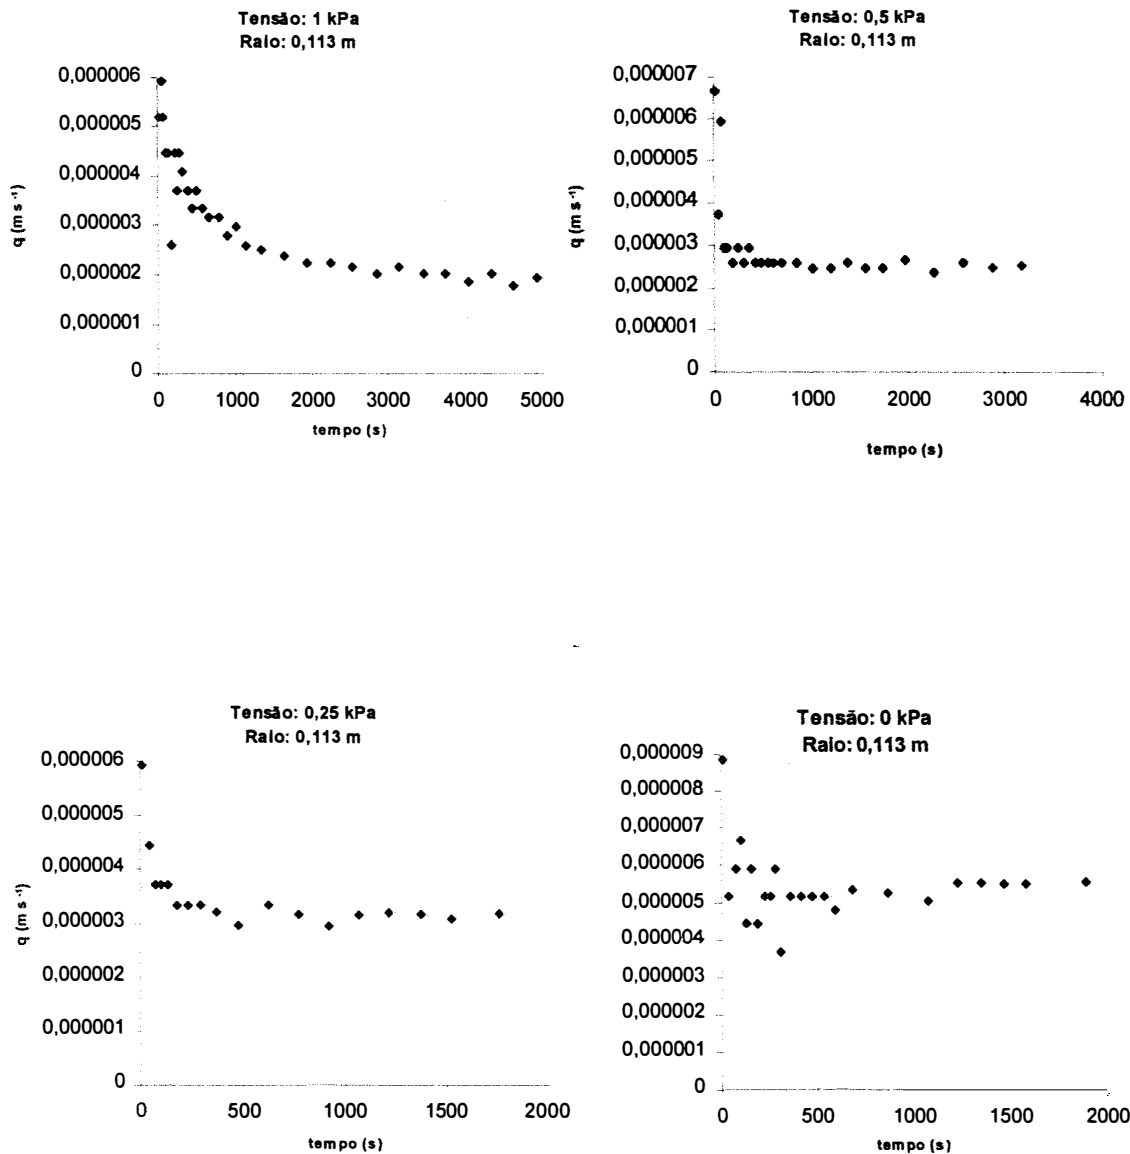 Tensão: 1 kPa
Raio: 0,113 m
0,000006
0,000005
0,000004
0,000003
0,000002
0,000001
0
q (m s -1)
0 1000 2000 3000 4000 5000
tempo (s)
Tensão: 0,5 kPa
Raio: 0,113 m
0,000007
0,000006
0,000005
0,000004
0,000003
0,000002
0,000001
0
q (m s -1)
0 1000 2000 3000 4000
tempo (s)
Tensão: 0,25 kPa
Raio: 0,113 m
0,000006
0,000005
0,000004
0,000003
0,000002
0,000001
0
q (m s -1)
0 500 1000 1500 2000
tempo (s)
Tensão: 0 kPa
Raio: 0,113 m
0,000009
0,000008
0,000007
0,000006
0,000005
0,000004
0,000003
0,000002
0,000001
0
0 500 1000 1500 2000
tempo (s)